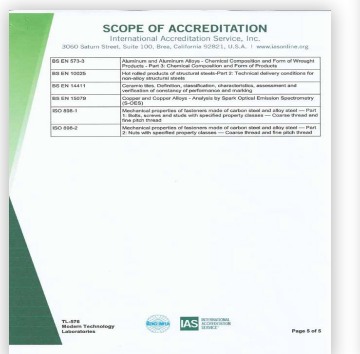 SCOPE OF ACCREDITATION
International Accreditation Service, Inc.
3060 Saturn Street, Suite 100, Brea, California 92821, U.S.A. | www.iasonline.org
BS EN 573-3
Aluminum and Aluminum Alloys - Chemical Composition and Form of Wrought
Products - Part 3: Chemical Composition and Form of Products
BS EN 10025
Hot rolled products of structural steels-Part 2: Technical delivery conditions for
non-alloy structural steels
BS EN 14411
Ceramic tiles. Definition, classification, characteristics, assessment and
verification of constancy of performance and marking
BS EN 15079
Copper and Copper Alloys - Analysis by Spark Optical Emission Spectrometry
(S-OES)
ISO 898-1
Mechanical properties of fasteners made of carbon steel and alloy steel — Part
1: Bolts, screws and studs with specified property classes — Coarse thread and
fine pitch thread
ISO 898-2
Mechanical properties of fasteners made of carbon steel and alloy steel — Part
2: Nuts with specified property classes — Coarse thread and fine pitch thread
TL-576
Modern Technology
Laboratories
ilac-MRA
IAS
INTERNATIONAL
ACCREDITATION
SERVICE
Page 5 of 5